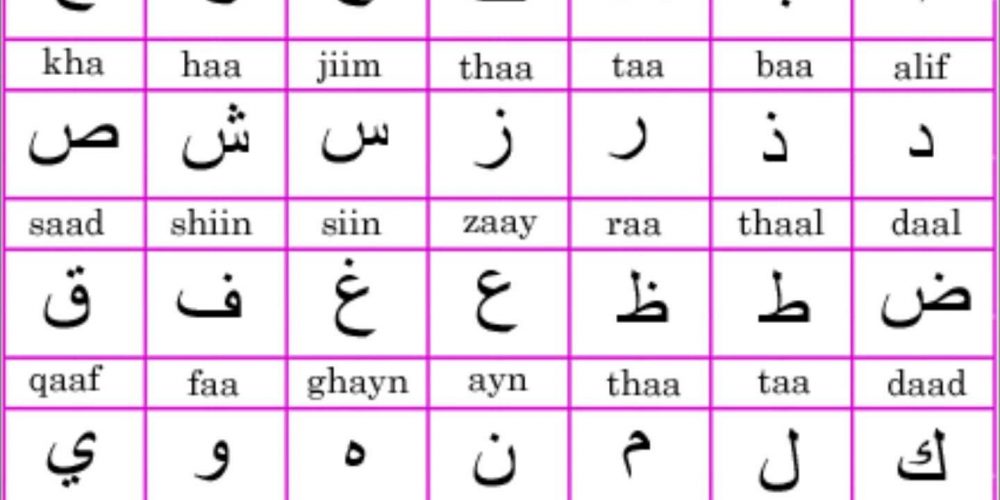 kha haa jiim thaa taa baa alif
د ذ ر ز س ش ص
saad shiin siin zaay raa thaal daal
ض ط ظ ع غ ف ق
qaaf faa ghayn ayn thaa taa daad
ك ل م ن ه و ي